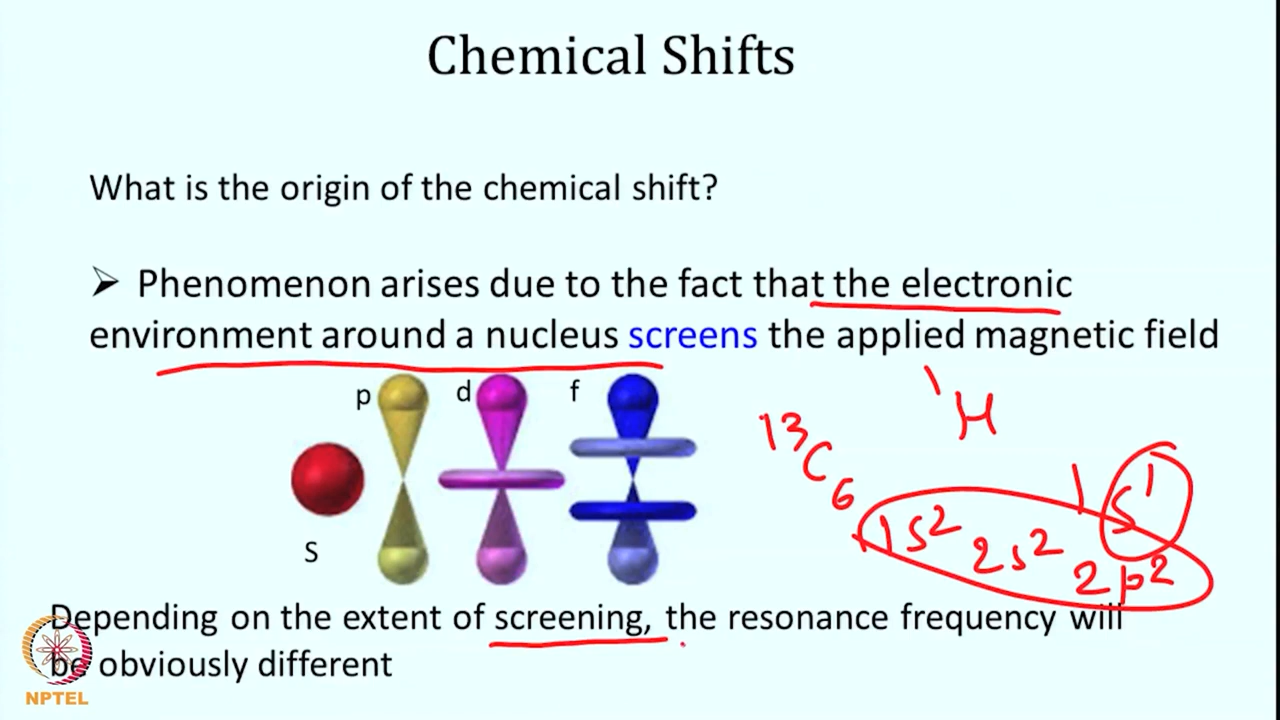 Chemical Shifts
What is the origin of the chemical shift?
➢ Phenomenon arises due to the fact that the electronic
environment around a nucleus screens the applied magnetic field
p d f
S
¹H
¹³C₆
1s¹
1s² 2s² 2p²
Depending on the extent of screening, the resonance frequency will
be obviously different
NPTEL